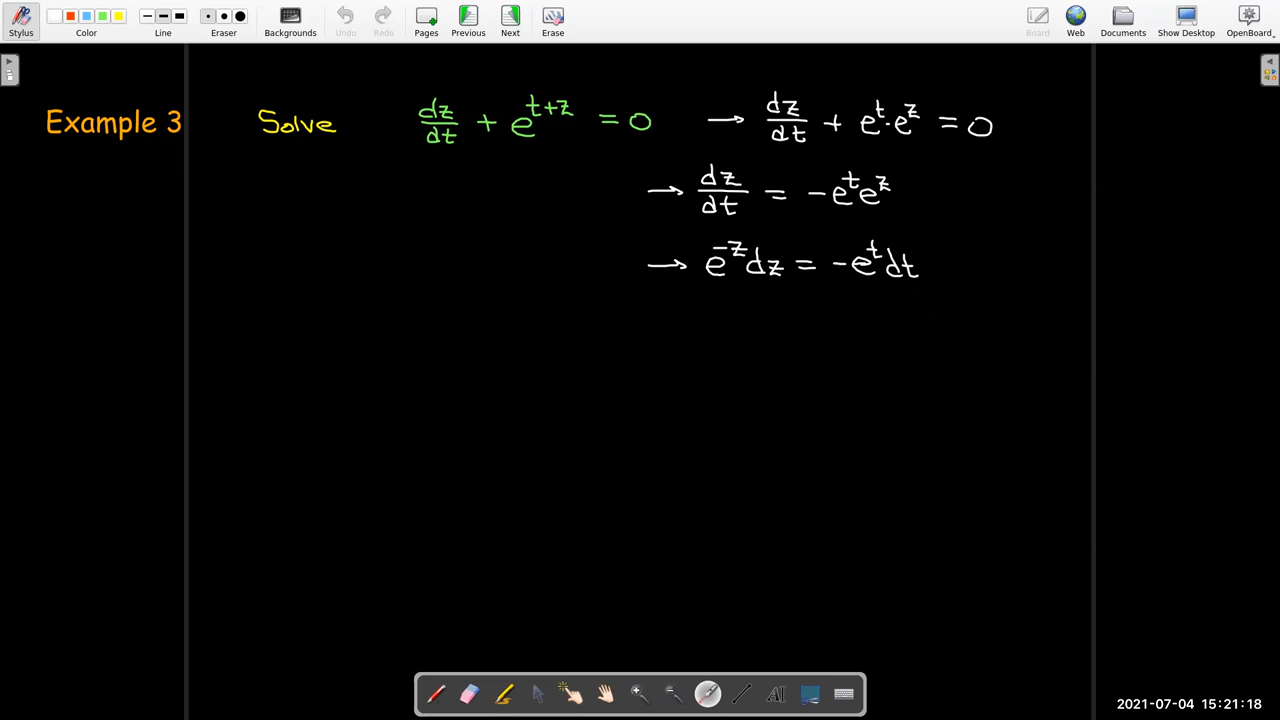 Stylus Color Line Eraser Backgrounds Undo Redo Pages Previous Next Erase Board Web Documents Show Desktop OpenBoard
Example 3 Solve dz/dt + e^{t+z} = 0 → dz/dt + e^t · e^z = 0
→ dz/dt = -e^t e^z
→ e^{-z} dz = -e^t dt
2021-07-04 15:21:18